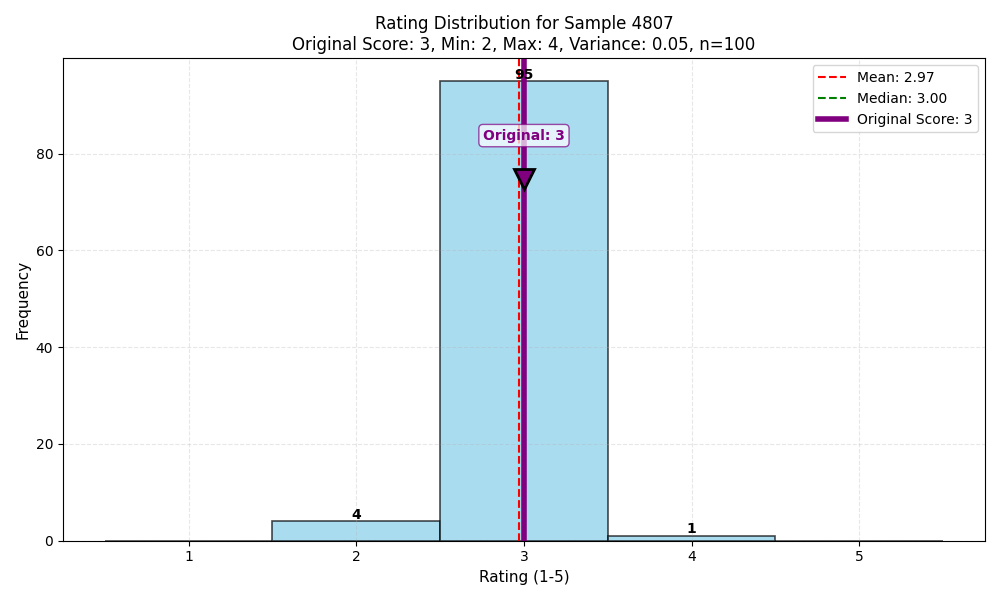 Rating Distribution for Sample 4807
Original Score: 3, Min: 2, Max: 4, Variance: 0.05, n=100
Mean: 2.97
Median: 3.00
Original Score: 3
95
Original: 3
4
1
80
60
40
20
0
Frequency
1 2 3 4 5
Rating (1-5)